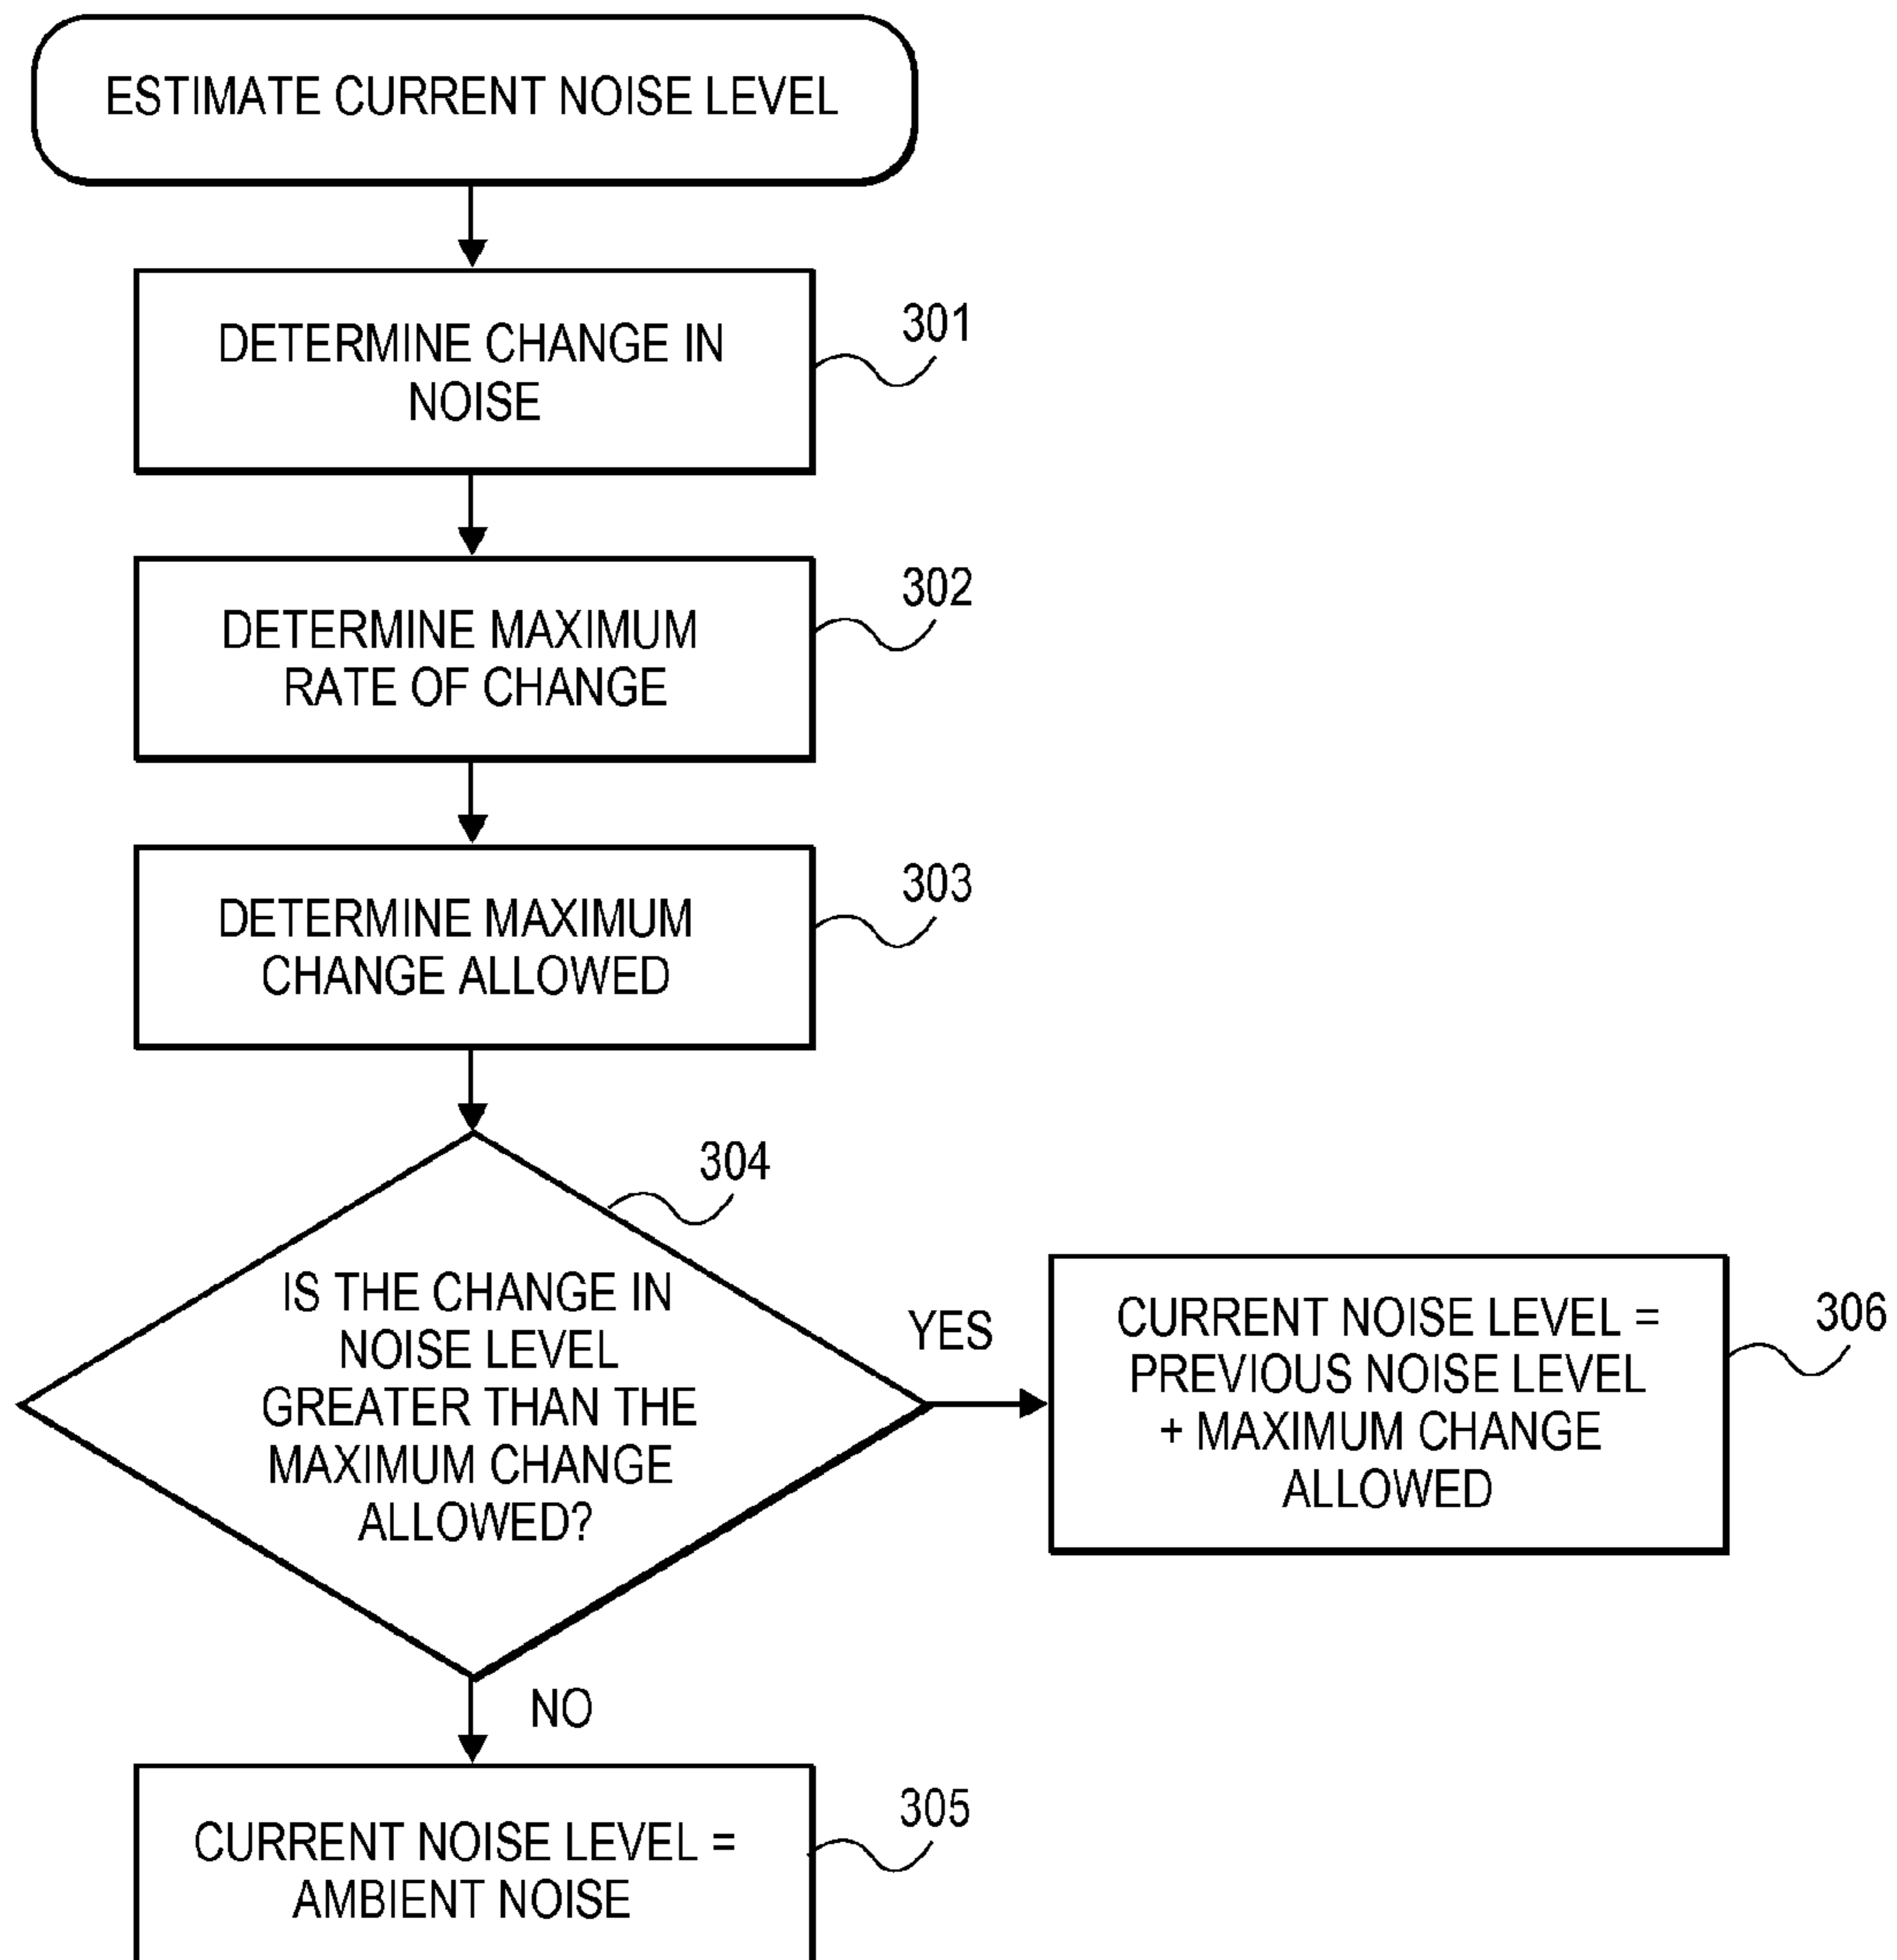 ESTIMATE CURRENT NOISE LEVEL
DETERMINE CHANGE IN
NOISE
301
DETERMINE MAXIMUM
RATE OF CHANGE
302
DETERMINE MAXIMUM
CHANGE ALLOWED
303
304
IS THE CHANGE IN
NOISE LEVEL
GREATER THAN THE
MAXIMUM CHANGE
ALLOWED?
YES
CURRENT NOISE LEVEL =
PREVIOUS NOISE LEVEL
+ MAXIMUM CHANGE
ALLOWED
306
NO
CURRENT NOISE LEVEL =
AMBIENT NOISE
305